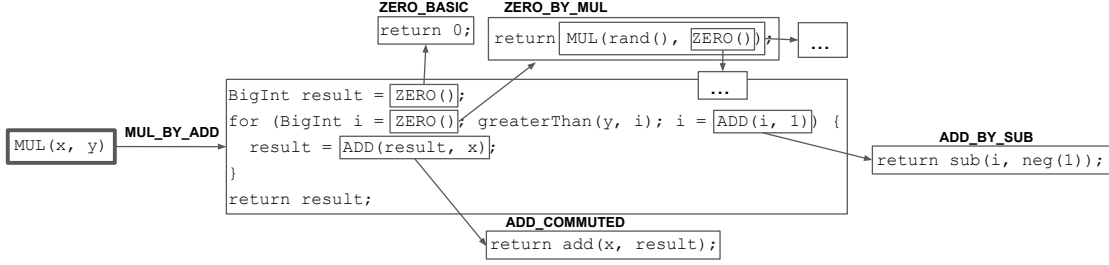 ZERO_BASIC
ZERO_BY_MUL
return 0;
return MUL(rand(), ZERO());
...
...
BigInt result = ZERO();
for (BigInt i = ZERO(); greaterThan(y, i); i = ADD(i, 1)) {
MUL_BY_ADD
MUL(x, y)
result = ADD(result, x);
}
return result;
ADD_BY_SUB
return sub(i, neg(1));
ADD_COMMUTED
return add(x, result);